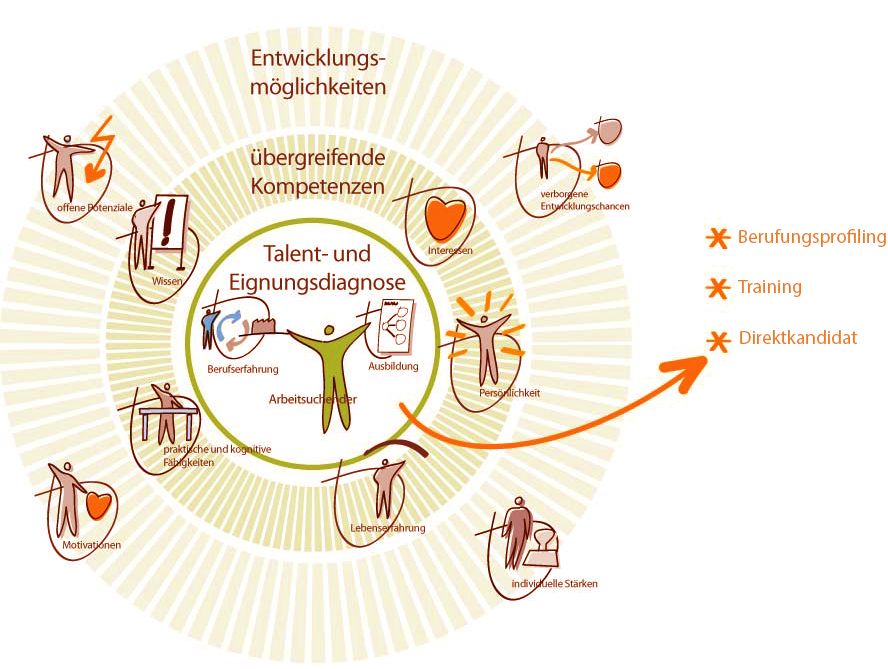 Entwicklungs-
möglichkeiten
übergreifende
Kompetenzen
offene Potenziale
verborgene
Entwicklungschancen
Wissen
Interessen
Talent- und
Eignungsdiagnose
Berufserfahrung
Ausbildung
Arbeitsuchender
Persönlichkeit
praktische und kognitive
Fähigkeiten
Lebenserfahrung
Motivationen
individuelle Stärken
Berufungsprofiling
Training
Direktkandidat